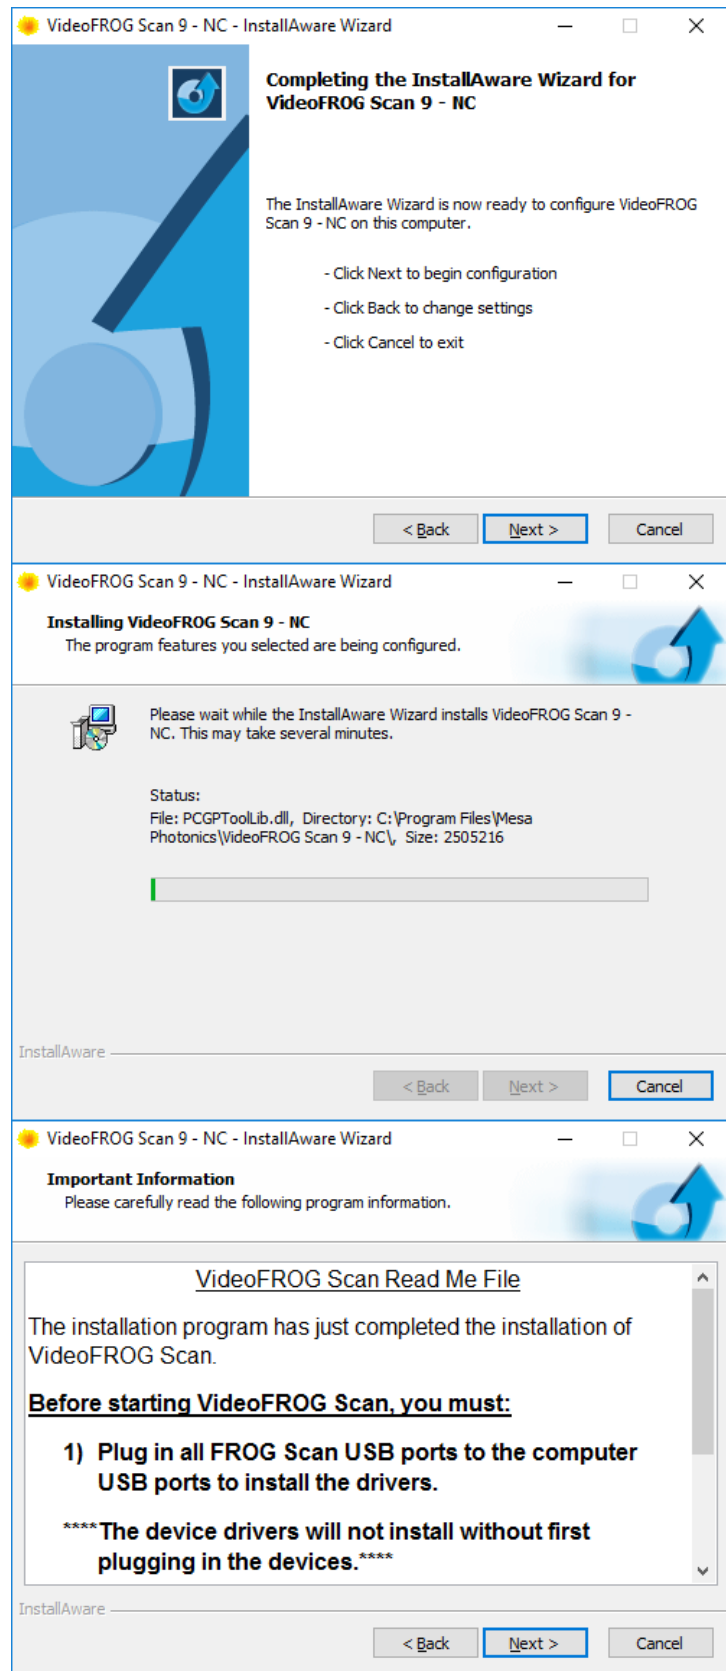 VideoFROG Scan 9 - NC - InstallAware Wizard
Completing the InstallAware Wizard for
VideoFROG Scan 9 - NC
The InstallAware Wizard is now ready to configure VideoFROG
Scan 9 - NC on this computer.
- Click Next to begin configuration
- Click Back to change settings
- Click Cancel to exit
< Back
Next >
Cancel
VideoFROG Scan 9 - NC - InstallAware Wizard
Installing VideoFROG Scan 9 - NC
The program features you selected are being configured.
Please wait while the InstallAware Wizard installs VideoFROG Scan 9 -
NC. This may take several minutes.
Status:
File: PCGPToolLib.dll, Directory: C:\Program Files\Mesa
Photonics\VideoFROG Scan 9 - NC\, Size: 2505216
InstallAware
< Back
Next >
Cancel
VideoFROG Scan 9 - NC - InstallAware Wizard
Important Information
Please carefully read the following program information.
VideoFROG Scan Read Me File
The installation program has just completed the installation of
VideoFROG Scan.
Before starting VideoFROG Scan, you must:
1) Plug in all FROG Scan USB ports to the computer
USB ports to install the drivers.
****The device drivers will not install without first
plugging in the devices.****
InstallAware
< Back
Next >
Cancel